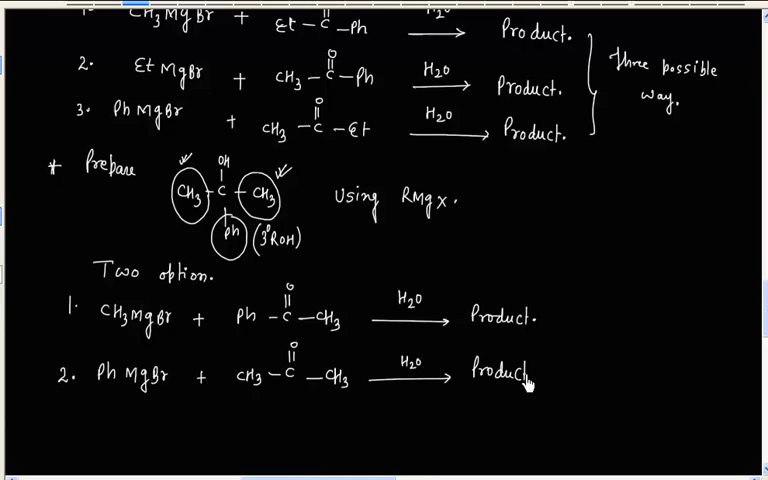 1. CH3MgBr + Et-C-Ph H2O Product.
O
2. EtMgBr + CH3-C-Ph H2O Product.
Three possible way.
O
3. PhMgBr + CH3-C-Et H2O Product.
* Prepare
OH
CH3-C-CH3 Using RMgx.
Ph (3°ROH)
Two option.
O
1. CH3MgBr + Ph-C-CH3 H2O Product.
O
2. PhMgBr + CH3-C-CH3 H2O Product